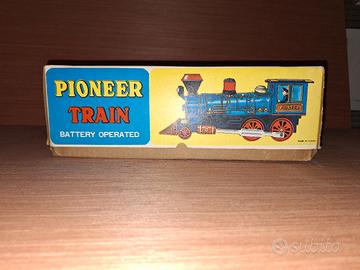 PIONEER
TRAIN
BATTERY OPERATED
PIONEER
subito